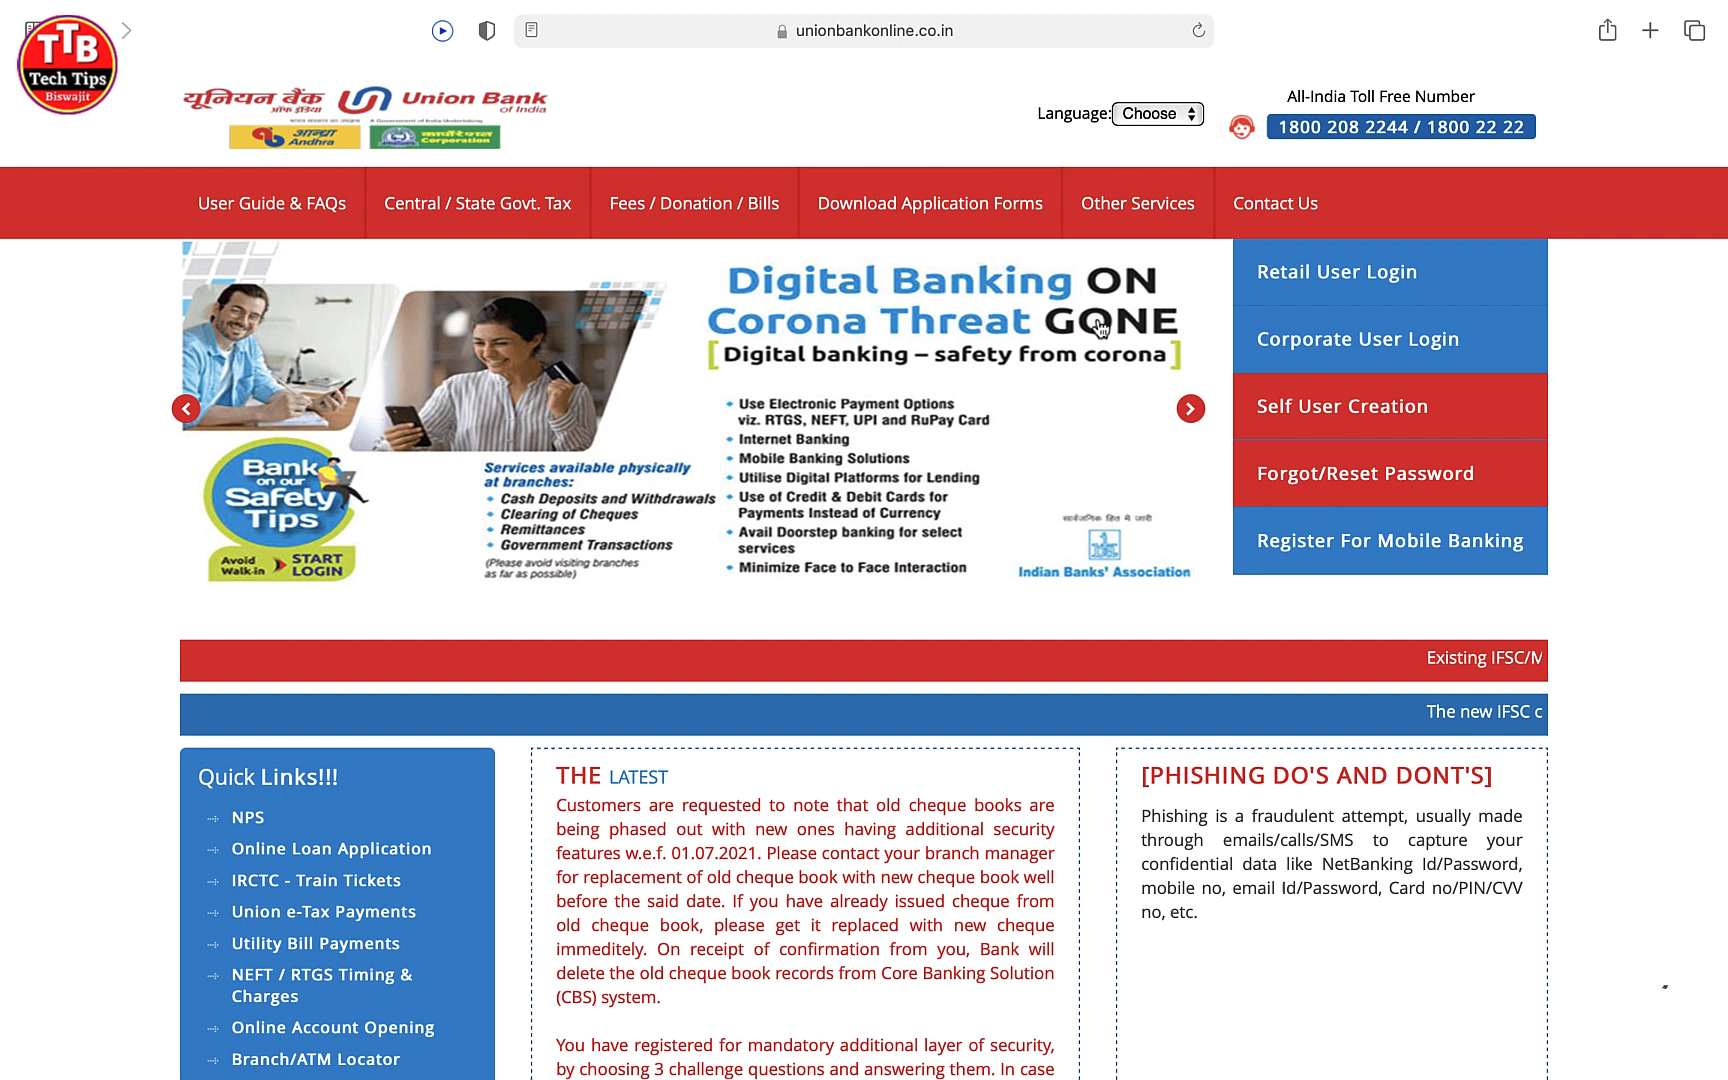 TTB
Tech Tips
Biswajit
unionbankonline.co.in
यूनियन बैंक
ऑफ इंडिया
Union Bank
of India
भारत सरकार का उपक्रम
A Government of India Undertaking
आन्ध्रा
Andhra
कार्पोरेशन
Corporation
Language: Choose
All-India Toll Free Number
1800 208 2244 / 1800 22 22
User Guide & FAQs
Central / State Govt. Tax
Fees / Donation / Bills
Download Application Forms
Other Services
Contact Us
Digital Banking ON
Corona Threat GONE
[Digital banking – safety from corona]
Use Electronic Payment Options
viz. RTGS, NEFT, UPI and RuPay Card
Internet Banking
Mobile Banking Solutions
Utilise Digital Platforms for Lending
Use of Credit & Debit Cards for
Payments Instead of Currency
Avail Doorstep banking for select
services
Minimize Face to Face Interaction
Services available physically
at branches:
Cash Deposits and Withdrawals
Clearing of Cheques
Remittances
Government Transactions
(Please avoid visiting branches
as far as possible)
Bank
on our
Safety
Tips
Avoid
Walk-in
START
LOGIN
सार्वजनिक हित में जारी
Indian Banks' Association
Retail User Login
Corporate User Login
Self User Creation
Forgot/Reset Password
Register For Mobile Banking
Existing IFSC/M
The new IFSC c
Quick Links!!!
NPS
Online Loan Application
IRCTC - Train Tickets
Union e-Tax Payments
Utility Bill Payments
NEFT / RTGS Timing &
Charges
Online Account Opening
Branch/ATM Locator
THE LATEST
Customers are requested to note that old cheque books are
being phased out with new ones having additional security
features w.e.f. 01.07.2021. Please contact your branch manager
for replacement of old cheque book with new cheque book well
before the said date. If you have already issued cheque from
old cheque book, please get it replaced with new cheque
immeditely. On receipt of confirmation from you, Bank will
delete the old cheque book records from Core Banking Solution
(CBS) system.
You have registered for mandatory additional layer of security,
by choosing 3 challenge questions and answering them. In case
[PHISHING DO'S AND DONT'S]
Phishing is a fraudulent attempt, usually made
through emails/calls/SMS to capture your
confidential data like NetBanking Id/Password,
mobile no, email Id/Password, Card no/PIN/CVV
no, etc.